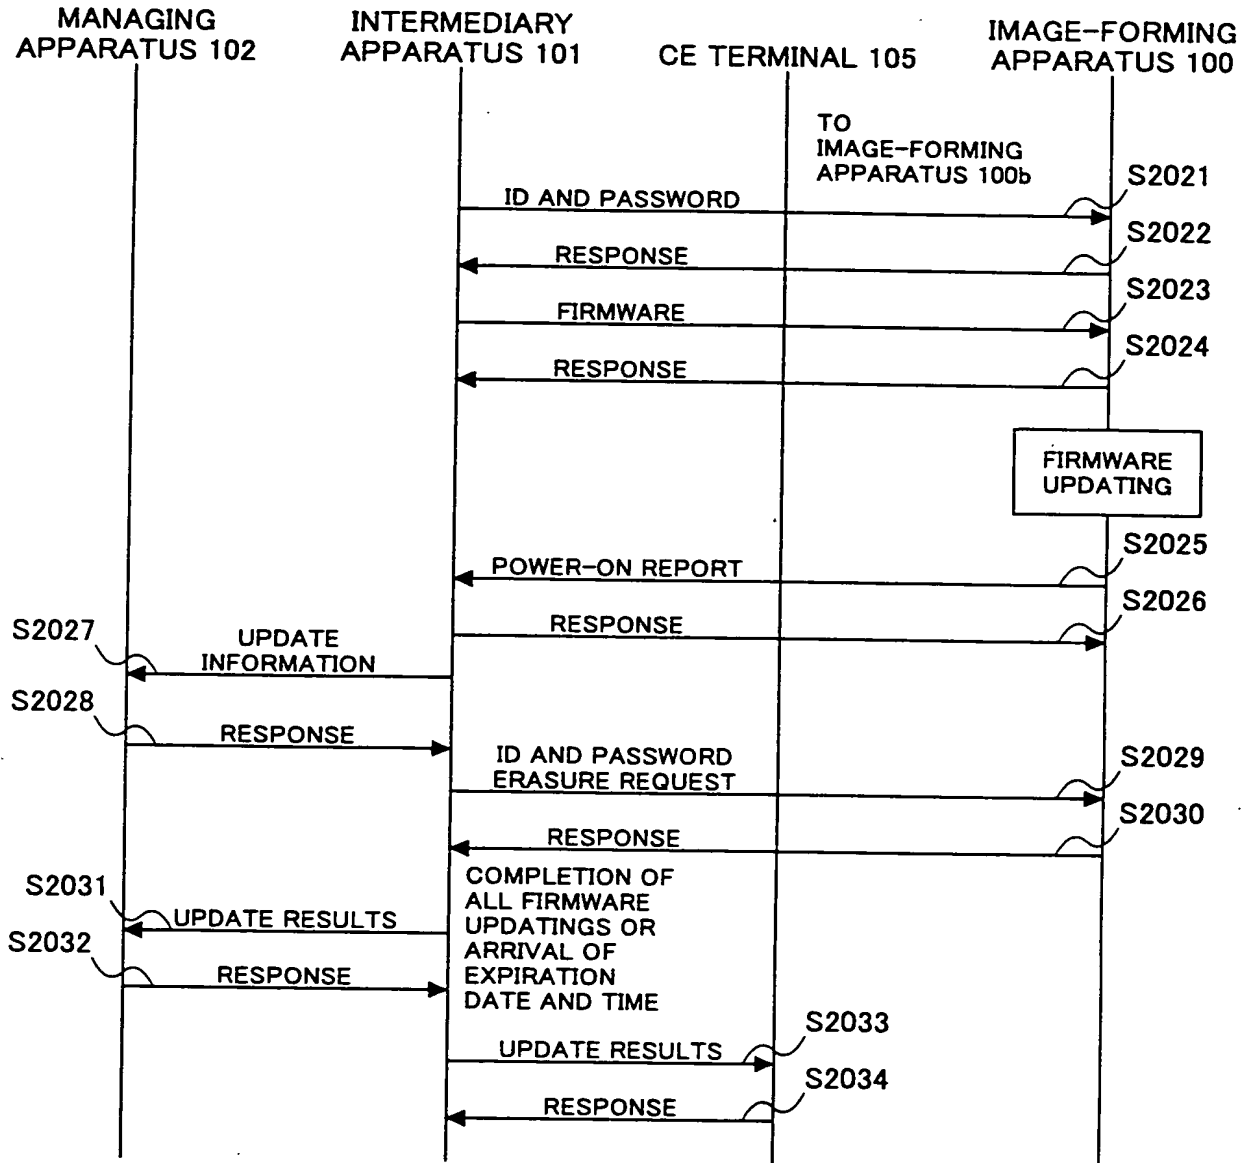 MANAGING
APPARATUS 102
INTERMEDIARY
APPARATUS 101
CE TERMINAL 105
IMAGE-FORMING
APPARATUS 100
TO
IMAGE-FORMING
APPARATUS 100b
S2021
ID AND PASSWORD
S2022
RESPONSE
S2023
FIRMWARE
S2024
RESPONSE
FIRMWARE
UPDATING
S2025
POWER-ON REPORT
S2026
RESPONSE
S2027
UPDATE
INFORMATION
S2028
RESPONSE
ID AND PASSWORD
ERASURE REQUEST
S2029
S2030
RESPONSE
COMPLETION OF
ALL FIRMWARE
UPDATINGS OR
ARRIVAL OF
EXPIRATION
DATE AND TIME
S2031
UPDATE RESULTS
S2032
RESPONSE
S2033
UPDATE RESULTS
S2034
RESPONSE